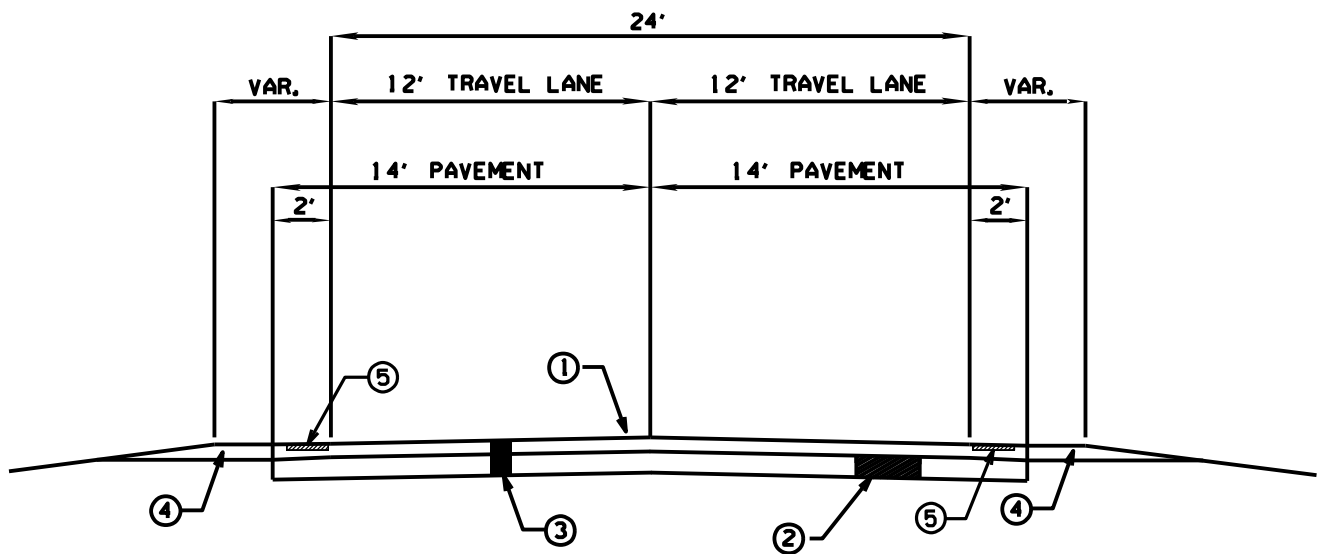 24'
VAR.
12' TRAVEL LANE
12' TRAVEL LANE
VAR.
14' PAVEMENT
14' PAVEMENT
2'
2'
1
5
4
3
2
5
4